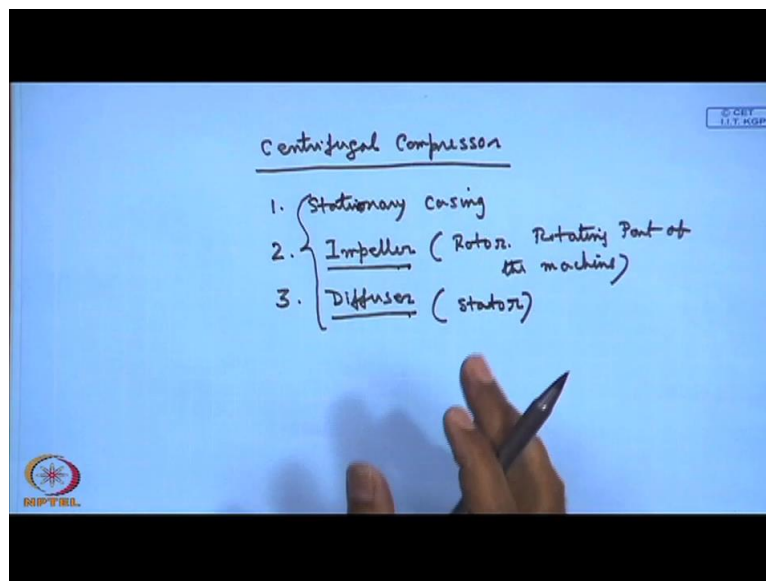 © CET
I.I.T. KGP
Centrifugal Compressor
1. Stationary Casing
2. Impeller (Rotor. Rotating Part of
the machine)
3. Diffuser (Stator)
NPTEL